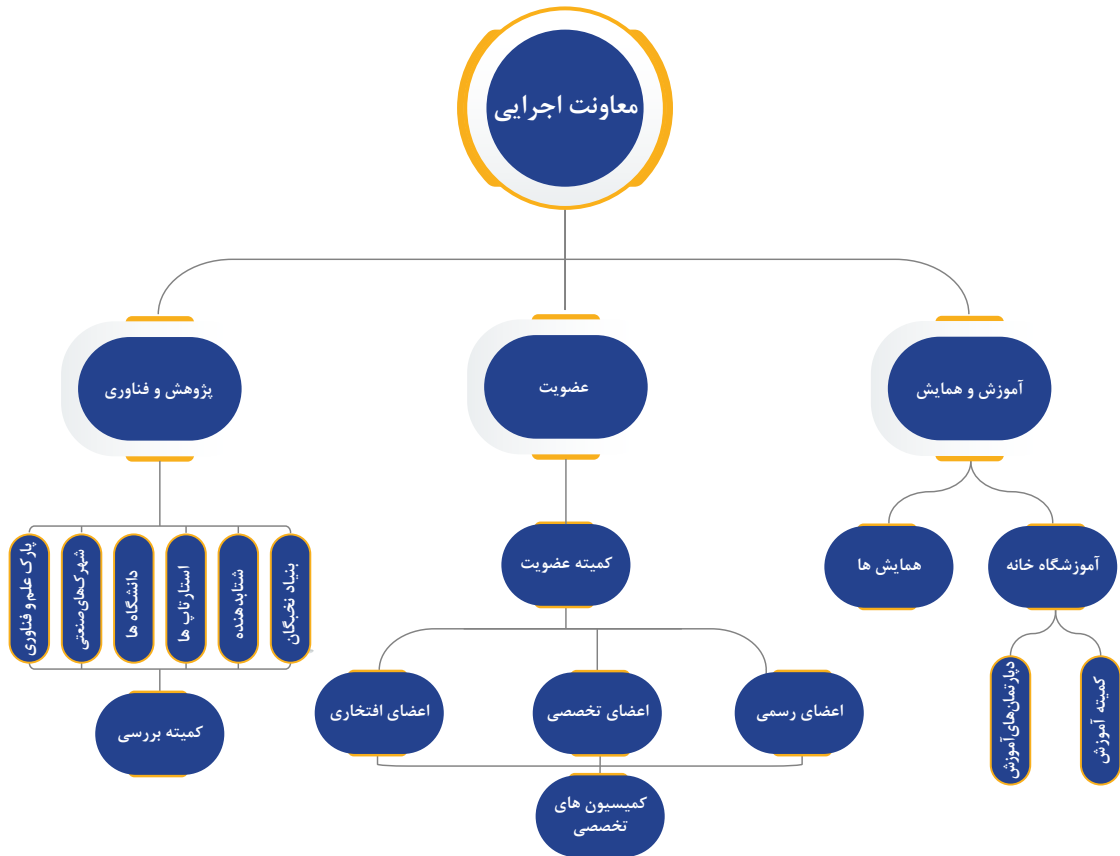 معاونت اجرایی
آموزش و همایش
عضویت
پژوهش و فناوری
آموزشگاه خانه
همایش ها
کمیته عضویت
بنیاد نخبگان
شتابدهنده
استارتاپ ها
دانشگاه ها
شهرک‌های‌صنعتی
پارک علم و فناوری
کمیته آموزش
دپارتمان‌های‌آموزش
اعضای رسمی
اعضای تخصصی
اعضای افتخاری
کمیته بررسی
کمیسیون های
تخصصی